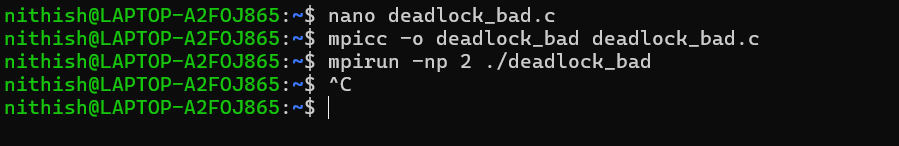 nithish@LAPTOP-A2FOJ865:~$ nano deadlock_bad.c
nithish@LAPTOP-A2FOJ865:~$ mpicc -o deadlock_bad deadlock_bad.c
nithish@LAPTOP-A2FOJ865:~$ mpirun -np 2 ./deadlock_bad
nithish@LAPTOP-A2FOJ865:~$ ^C
nithish@LAPTOP-A2FOJ865:~$